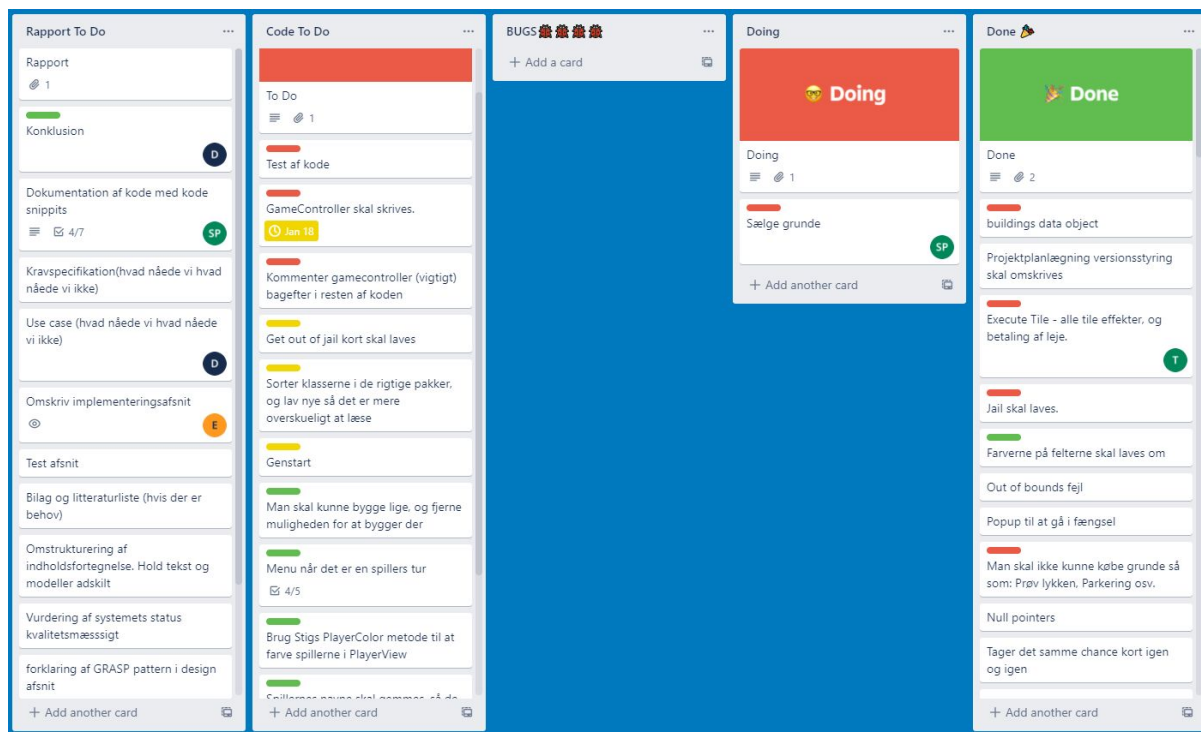 Rapport To Do
Rapport
1
Konklusion
D
Dokumentation af kode med kode
snippits
4/7
SP
Kravspecifikation(hvad nåede vi hvad
nåede vi ikke)
Use case (hvad nåede vi hvad nåede
vi ikke)
D
Omskriv implementeringsafsnit
E
Test afsnit
Bilag og litteraturliste (hvis der er
behov)
Omstrukturering af
indholdsfortegnelse. Hold tekst og
modeller adskilt
Vurdering af systemets status
kvalitetsmæsssigt
forklaring af GRASP pattern i design
afsnit
+ Add another card
Code To Do
To Do
1
Test af kode
GameController skal skrives.
Jan 18
Kommenter gamecontroller (vigtigt)
bagefter i resten af koden
Get out of jail kort skal laves
Sorter klasserne i de rigtige pakker,
og lav nye så det er mere
overskueligt at læse
Genstart
Man skal kunne bygge lige, og fjerne
muligheden for at bygger der
Menu når det er en spillers tur
4/5
Brug Stigs PlayerColor metode til at
farve spillerne i PlayerView
Spillernes navne skal gemmes, så de
+ Add another card
BUGS
+ Add a card
Doing
Doing
Doing
1
Sælge grunde
SP
+ Add another card
Done
Done
Done
2
buildings data object
Projektplanlægning versionsstyring
skal omskrives
Execute Tile - alle tile effekter, og
betaling af leje.
T
Jail skal laves.
Farverne på felterne skal laves om
Out of bounds fejl
Popup til at gå i fængsel
Man skal ikke kunne købe grunde så
som: Prøv lykken, Parkering osv.
Null pointers
Tager det samme chance kort igen
og igen
+ Add another card